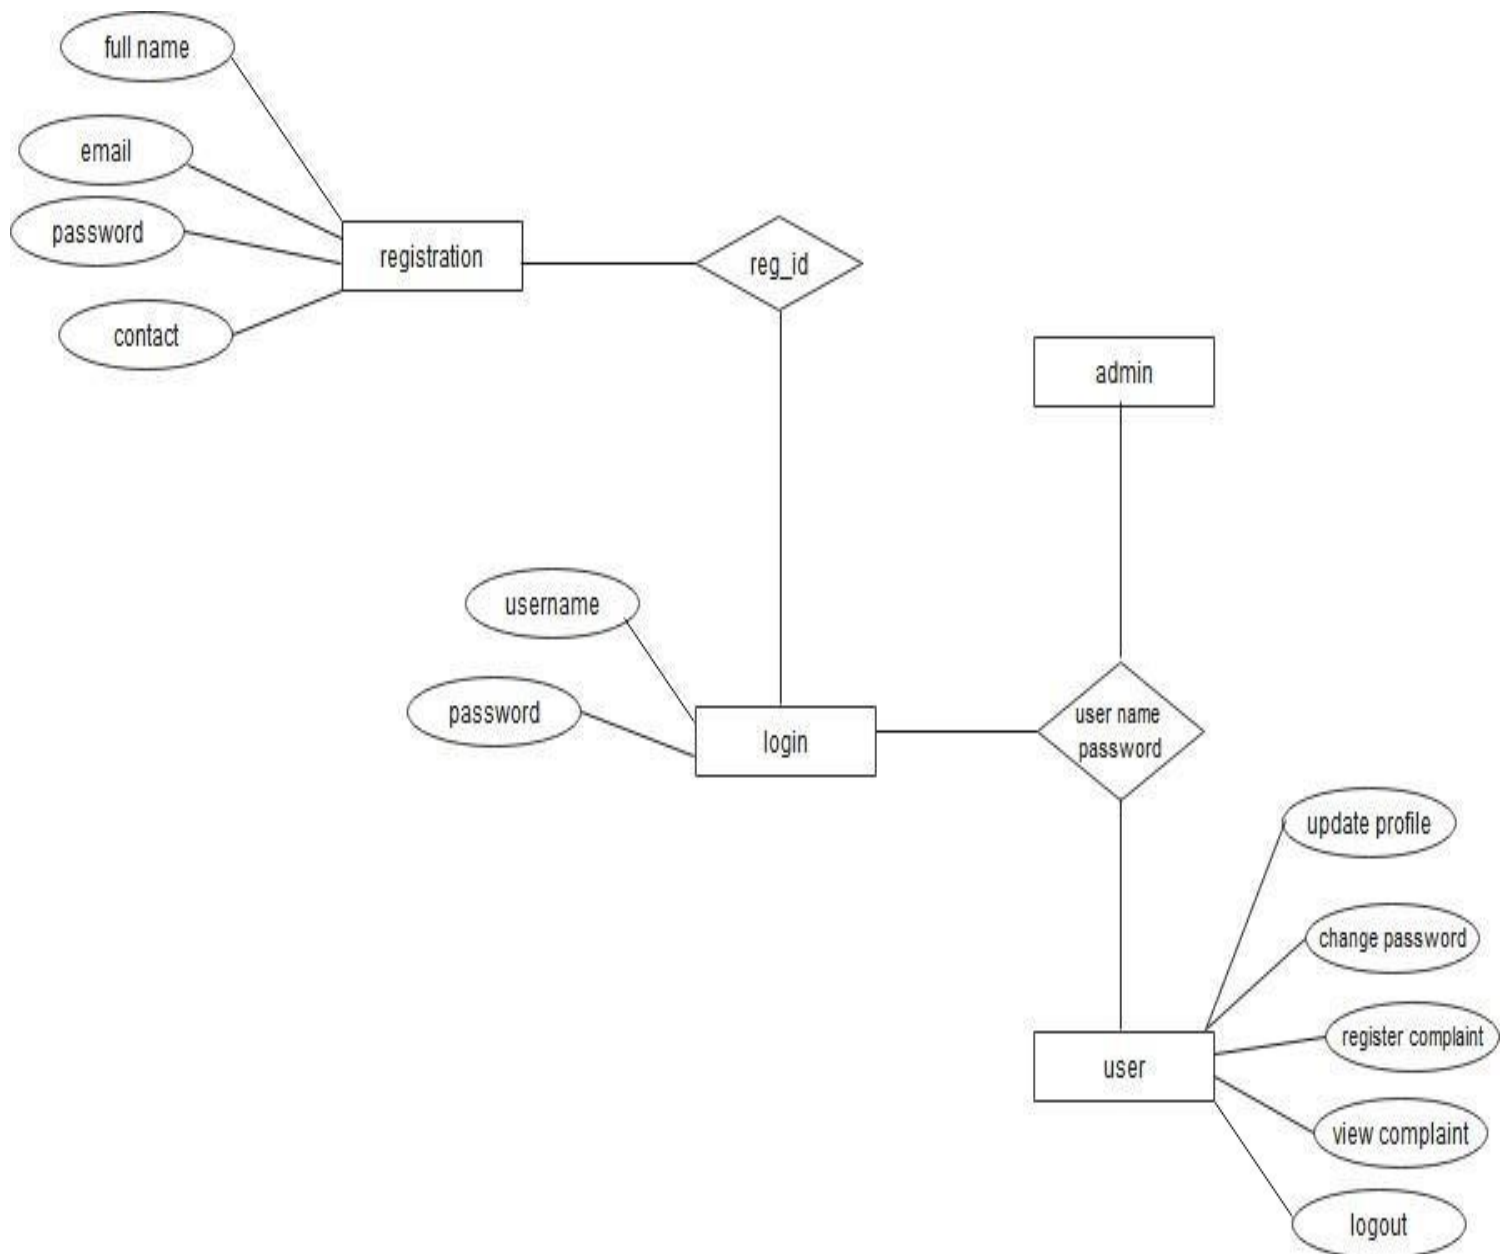 full name
email
password
registration
reg_id
contact
admin
username
password
login
user name
password
update profile
change password
register complaint
user
view complaint
logout